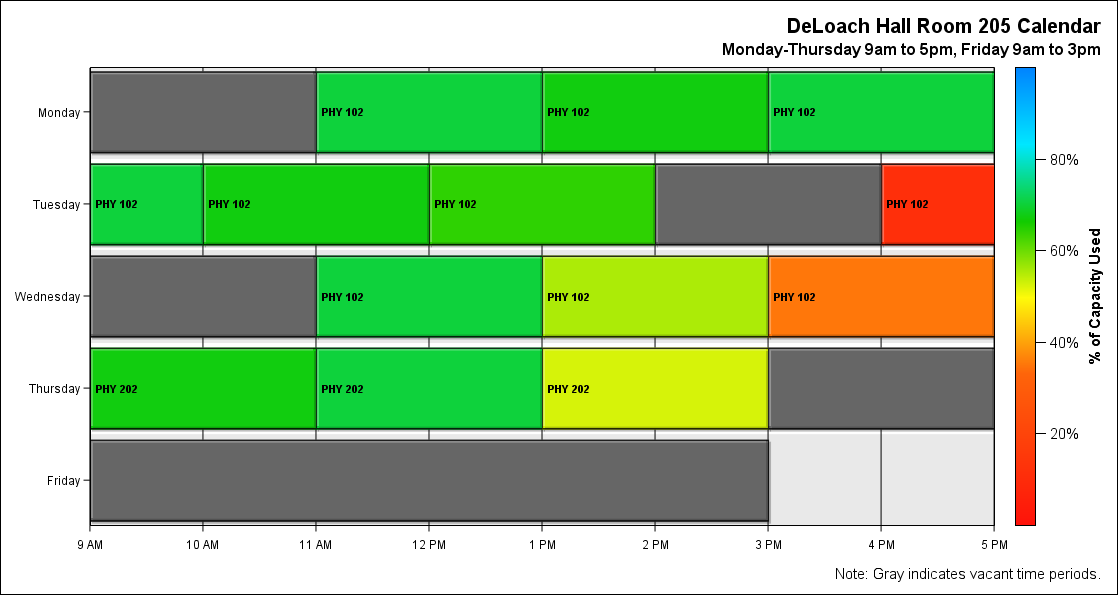 DeLoach Hall Room 205 Calendar
Monday-Thursday 9am to 5pm, Friday 9am to 3pm
Monday
PHY 102
PHY 102
PHY 102
Tuesday
PHY 102
PHY 102
PHY 102
PHY 102
Wednesday
PHY 102
PHY 102
PHY 102
Thursday
PHY 202
PHY 202
PHY 202
Friday
9 AM
10 AM
11 AM
12 PM
1 PM
2 PM
3 PM
4 PM
5 PM
80%
60%
40%
20%
% of Capacity Used
Note: Gray indicates vacant time periods.